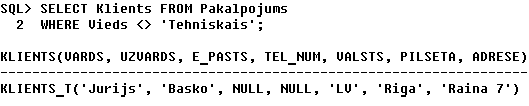 SQL> SELECT Klients FROM Pakalpojums
2 WHERE Vieds <> 'Tehniskais';
KLIENTS(VARDS, UZVARDS, E_PASTS, TEL_NUM, VALSTS, PILSETA, ADRESE)
------------------------------------------------------------------
KLIENTS_T('Jurijs', 'Basko', NULL, NULL, 'LV', 'Riga', 'Raina 7')